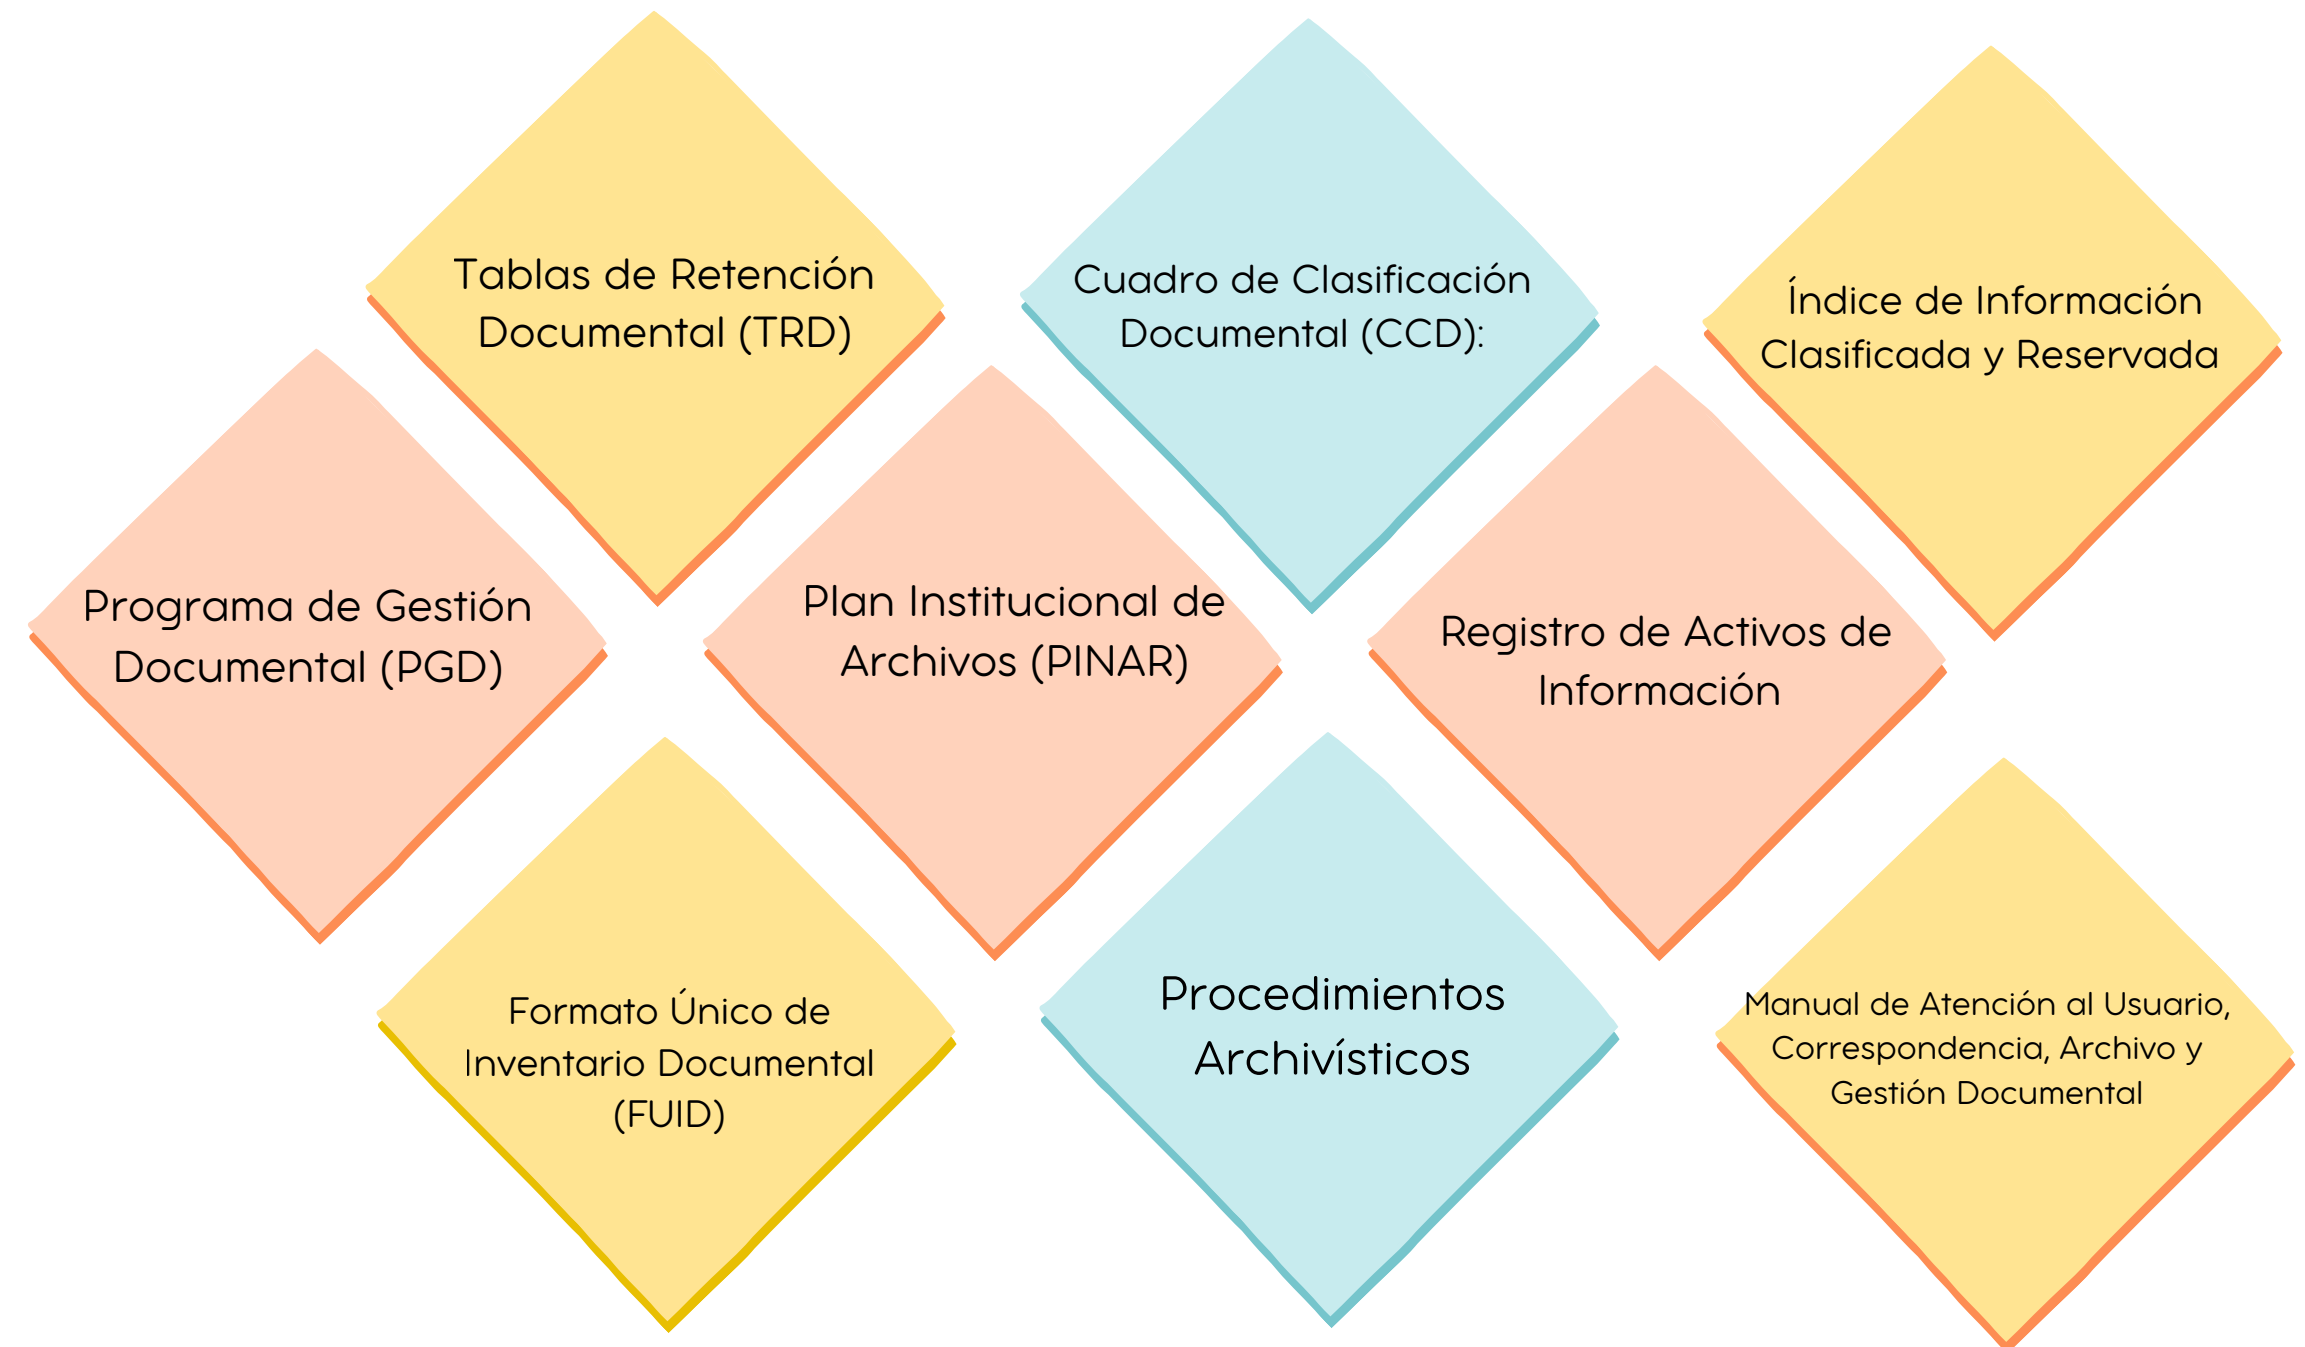 Tablas de Retención
Documental (TRD)
Cuadro de Clasificación
Documental (CCD):
Índice de Información
Clasificada y Reservada
Programa de Gestión
Documental (PGD)
Plan Institucional de
Archivos (PINAR)
Registro de Activos de
Información
Formato Único de
Inventario Documental
(FUID)
Procedimientos
Archivísticos
Manual de Atención al Usuario,
Correspondencia, Archivo y
Gestión Documental